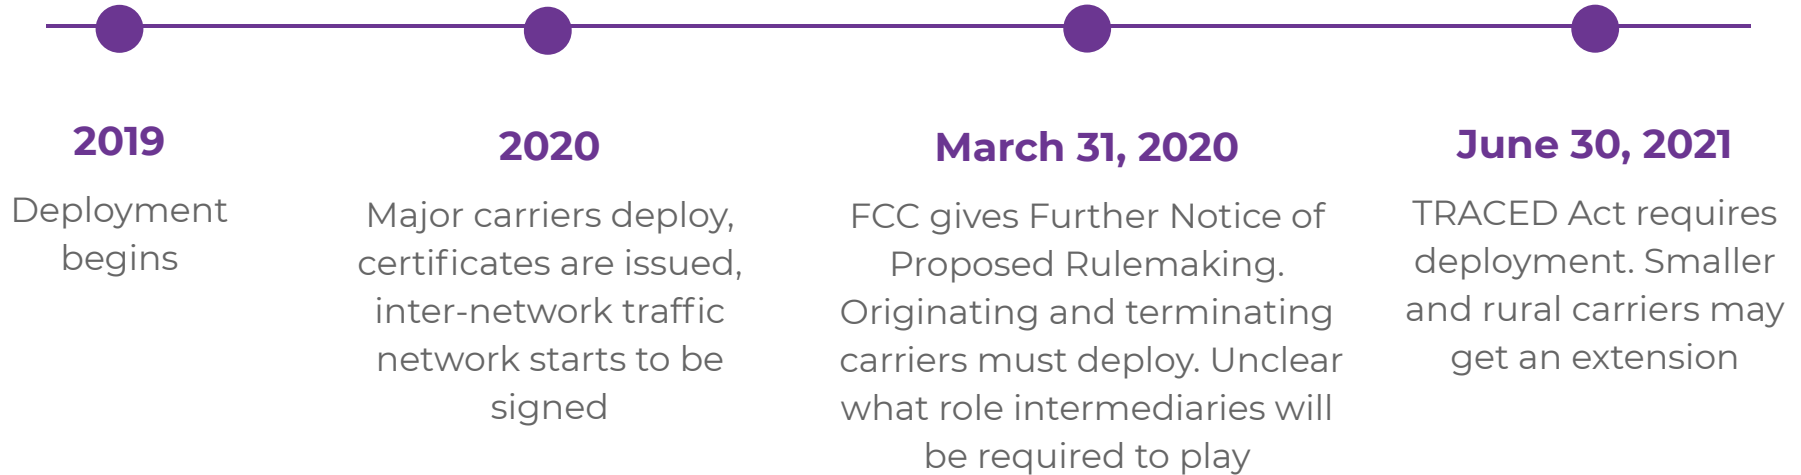 2019
Deployment
begins
2020
Major carriers deploy,
certificates are issued,
inter-network traffic
network starts to be
signed
March 31, 2020
FCC gives Further Notice of
Proposed Rulemaking.
Originating and terminating
carriers must deploy. Unclear
what role intermediaries will
be required to play
June 30, 2021
TRACED Act requires
deployment. Smaller
and rural carriers may
get an extension